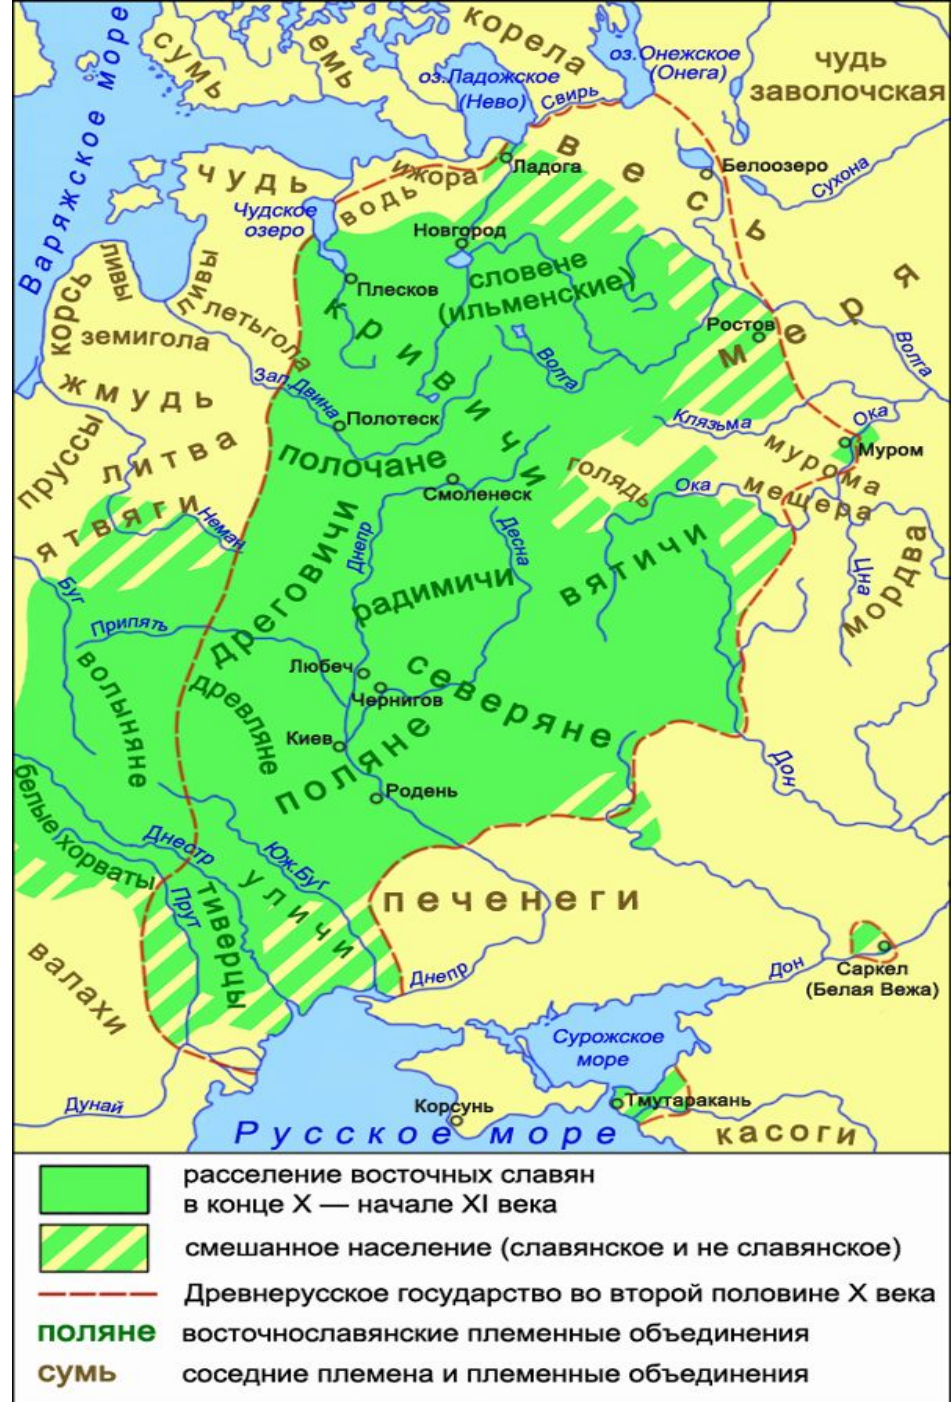 Варяжское море
сумь
емь
корела
оз.Онежское
(Онега)
оз.Ладожское
(Нево)
Свирь
чудь
заволочская
весь
Ладога
Белоозеро
Сухона
чудь
ижора
водь
Чудское
озеро
Новгород
словене
(ильменские)
Плесков
кривичи
ливы
ливы
корсь
земигола
летьгола
Зап.Двина
Волга
Ростов
меря
Волга
жмудь
Полотеск
полочане
Смоленеск
Клязьма
Ока
Муром
мурома
мещера
голядь
Ока
пруссы
литва
ятвяги
Неман
Днепр
Десна
вятичи
Цна
мордва
Буг
дреговичи
радимичи
Припять
Любеч
Чернигов
северяне
волыняне
древляне
Киев
поляне
Родень
Дон
белые хорваты
Днестр
Юж.Буг
уличи
тиверцы
Прут
печенеги
валахи
Днепр
Дон
Саркел
(Белая Вежа)
Сурожское
море
Дунай
Корсунь
Тмутаракань
Русское море
касоги
расселение восточных славян
в конце X — начале XI века
смешанное население (славянское и не славянское)
Древнерусское государство во второй половине X века
поляне восточнославянские племенные объединения
сумь соседние племена и племенные объединения